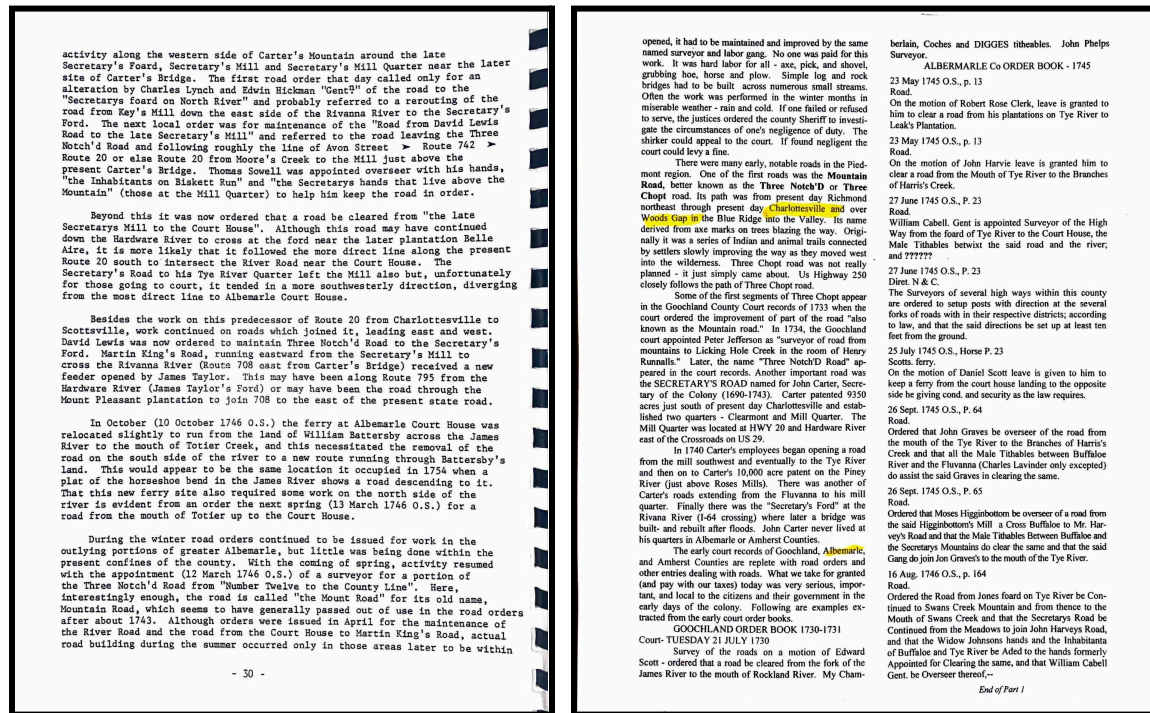 activity along the western side of Carter's Mountain around the late
Secretary's Foard, Secretary's Mill and Secretary's Mill Quarter near the later
site of Carter's Bridge. The first road order that day called only for an
alteration by Charles Lynch and Edwin Hickman "Gent" of the road to the
"Secretarys foard on North River" and probably referred to a rerouting of the
road from Key's Mill down the east side of the Rivanna River to the Secretary's
Ford. The next local order was for maintenance of the "Road from David Lewis
Road to the late Secretary's Mill" and referred to the road leaving the Three
Notch'd Road and following roughly the line of Avon Street ➤ Route 742 ➤
Route 20 or else Route 20 from Moore's Creek to the Mill just above the
present Carter's Bridge. Thomas Sowell was appointed overseer with his hands,
"the Inhabitants on Biskett Run" and "the Secretarys hands that live above the
Mountain" (those at the Mill Quarter) to help him keep the road in order.
Beyond this it was now ordered that a road be cleared from "the late
Secretarys Mill to the Court House". Although this road may have continued
down the Hardware River to cross at the ford near the later plantation Belle
Aire, it is more likely that it followed the more direct line along the present
Route 20 south to intersect the River Road near the Court House. The
Secretary's Road to his Tye River Quarter left the Mill also but, unfortunately
for those going to court, it tended in a more southwesterly direction, diverging
from the most direct line to Albemarle Court House.
Besides the work on this predecessor of Route 20 from Charlottesville to
Scottsville, work continued on roads which joined it, leading east and west.
David Lewis was now ordered to maintain Three Notch'd Road to the Secretary's
Ford. Martin King's Road, running eastward from the Secretary's Mill to
cross the Rivanna River (Route 708 east from Carter's Bridge) received a new
feeder opened by James Taylor. This may have been along Route 795 from the
Hardware River (James Taylor's Ford) or may have been the road through the
Mount Pleasant plantation to join 708 to the east of the present state road.
In October (10 October 1746 O.S.) the ferry at Albemarle Court House was
relocated slightly to run from the land of William Battersby across the James
River to the mouth of Totier Creek, and this necessitated the removal of the
road on the south side of the river to a new route running through Battersby's
land. This would appear to be the same location it occupied in 1754 when a
plat of the horseshoe bend in the James River shows a road descending to it.
That this new ferry site also required some work on the north side of the
river is evident from an order the next spring (13 March 1746 O.S.) for a
road from the mouth of Totier up to the Court House.
During the winter road orders continued to be issued for work in the
outlying portions of greater Albemarle, but little was being done within the
present confines of the county. With the coming of spring, activity resumed
with the appointment (12 March 1746 O.S.) of a surveyor for a portion of
the Three Notch'd Road from "Number Twelve to the County Line". Here,
interestingly enough, the road is called "the Mount Road" for its old name,
Mountain Road, which seems to have generally passed out of use in the road orders
after about 1743. Although orders were issued in April for the maintenance of
the River Road and the road from the Court House to Martin King's Road, actual
road building during the summer occurred only in those areas later to be within
- 30 -
opened, it had to be maintained and improved by the same
named surveyor and labor gang. No one was paid for this
work. It was hard labor for all - axe, pick, and shovel,
grubbing hoe, horse and plow. Simple log and rock
bridges had to be built across numerous small streams.
Often the work was performed in the winter months in
miserable weather - rain and cold. If one failed or refused
to serve, the justices ordered the county Sheriff to investi-
gate the circumstances of one's negligence of duty. The
shirker could appeal to the court. If found negligent the
court could levy a fine.
There were many early, notable roads in the Pied-
mont region. One of the first roads was the Mountain
Road, better known as the Three Notch'D or Three
Chopt road. Its path was from present day Richmond
northeast through present day Charlottesville and over
Woods Gap in the Blue Ridge into the Valley. Its name
derived from axe marks on trees blazing the way. Origi-
nally it was a series of Indian and animal trails connected
by settlers slowly improving the way as they moved west
into the wilderness. Three Chopt road was not really
planned - it just simply came about. Us Highway 250
closely follows the path of Three Chopt road.
Some of the first segments of Three Chopt appear
in the Goochland County Court records of 1733 when the
court ordered the improvement of part of the road "also
known as the Mountain road." In 1734, the Goochland
court appointed Peter Jefferson as "surveyor of road from
mountains to Licking Hole Creek in the room of Henry
Runnalls." Later, the name "Three Notch'D Road" ap-
peared in the court records. Another important road was
the SECRETARY'S ROAD named for John Carter, Secre-
tary of the Colony (1690-1743). Carter patented 9350
acres just south of present day Charlottesville and estab-
lished two quarters - Clearmont and Mill Quarter. The
Mill Quarter was located at HWY 20 and Hardware River
east of the Crossroads on US 29.
In 1740 Carter's employees began opening a road
from the mill southwest and eventually to the Tye River
and then on to Carter's 10,000 acre patent on the Piney
River (just above Roses Mills). There was another of
Carter's roads extending from the Fluvanna to his mill
quarter. Finally there was the "Secretary's Ford" at the
Rivana River (I-64 crossing) where later a bridge was
built- and rebuilt after floods. John Carter never lived at
his quarters in Albemarle or Amherst Counties.
The early court records of Goochland, Albemarle,
and Amherst Counties are replete with road orders and
other entries dealing with roads. What we take for granted
(and pay with our taxes) today was very serious, impor-
tant, and local to the citizens and their government in the
early days of the colony. Following are examples ex-
tracted from the early court order books.
GOOCHLAND ORDER BOOK 1730-1731
Court- TUESDAY 21 JULY 1730
Survey of the roads on a motion of Edward
Scott - ordered that a road be cleared from the fork of the
James River to the mouth of Rockland River. My Cham-
berlain, Coches and DIGGES titheables. John Phelps
Surveyor.
ALBERMARLE Co ORDER BOOK - 1745
23 May 1745 O.S., p. 13
Road.
On the motion of Robert Rose Clerk, leave is granted to
him to clear a road from his plantations on Tye River to
Leak's Plantation.
23 May 1745 O.S., p. 13
Road.
On the motion of John Harvie leave is granted him to
clear a road from the Mouth of Tye River to the Branches
of Harris's Creek.
27 June 1745 O.S., P. 23
Road.
William Cabell. Gent is appointed Surveyor of the High
Way from the foard of Tye River to the Court House, the
Male Tithables betwixt the said road and the river;
and ??????
27 June 1745 O.S., P. 23
Diret. N & C.
The Surveyors of several high ways within this county
are ordered to setup posts with direction at the several
forks of roads with in their respective districts; according
to law, and that the said directions be set up at least ten
feet from the ground.
25 July 1745 O.S., Horse P. 23
Scotts. ferry.
On the motion of Daniel Scott leave is given to him to
keep a ferry from the court house landing to the opposite
side he giving cond. and security as the law requires.
26 Sept. 1745 O.S., P. 64
Road.
Ordered that John Graves be overseer of the road from
the mouth of the Tye River to the Branches of Harris's
Creek and that all the Male Tithables between Buffaloe
River and the Fluvanna (Charles Lavinder only excepted)
do assist the said Graves in clearing the same.
26 Sept. 1745 O.S., P. 65
Road.
Ordered that Moses Higginbottom be overseer of a road from
the said Higginbottom's Mill a Cross Buffaloe to Mr. Har-
vey's Road and that the Male Tithables Between Buffaloe and
the Secretarys Mountains do clear the same and that the said
Gang do join Jon Graves's to the mouth of the Tye River.
16 Aug. 1746 O.S., p. 164
Road.
Ordered the Road from Jones foard on Tye River be Con-
tinued to Swans Creek Mountain and from thence to the
Mouth of Swans Creek and that the Secretarys Road be
Continued from the Meadows to join John Harveys Road,
and that the Widow Johnsons hands and the Inhabitanta
of Buffaloe and Tye River be Aded to the hands formerly
Appointed for Clearing the same, and that William Cabell
Gent. be Overseer thereof,--
End of Part 1